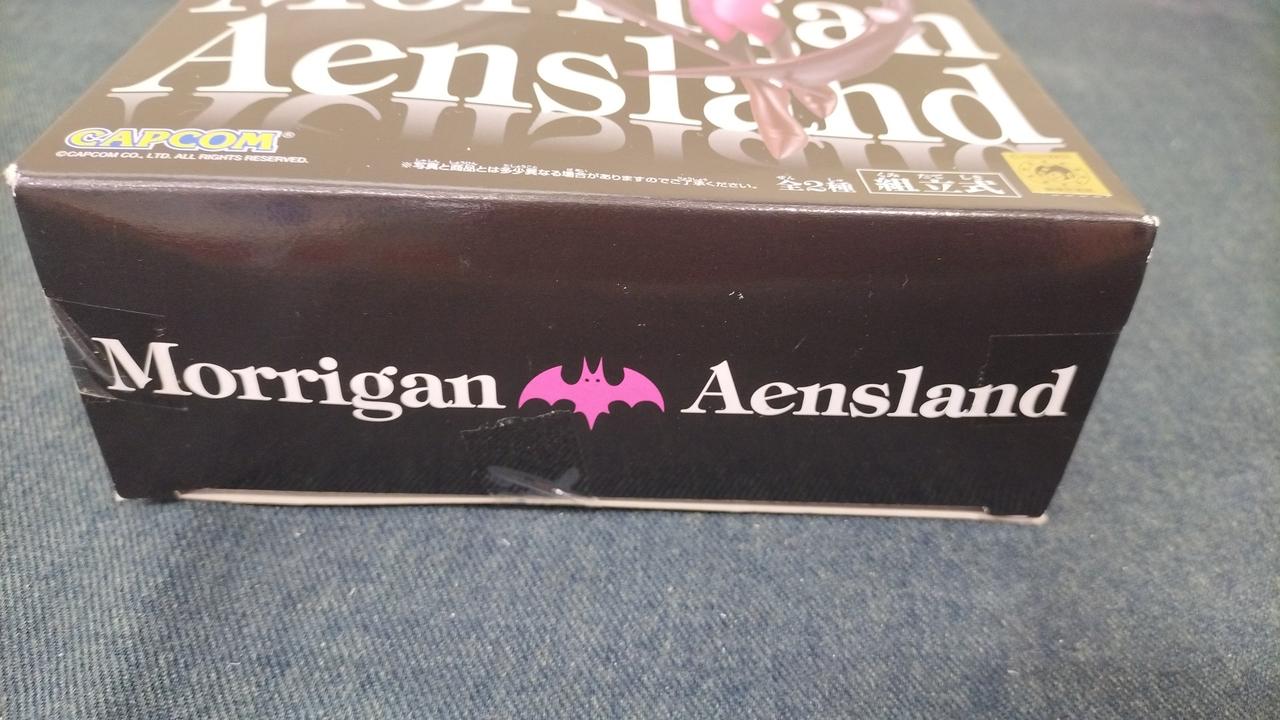 Morrigan
Aensland
CAPCOM®
©CAPCOM CO., LTD. ALL RIGHTS RESERVED.
※写真と商品とは多少異なる場合がありますのでご了承ください。
全2種
組立式
Morrigan Aensland